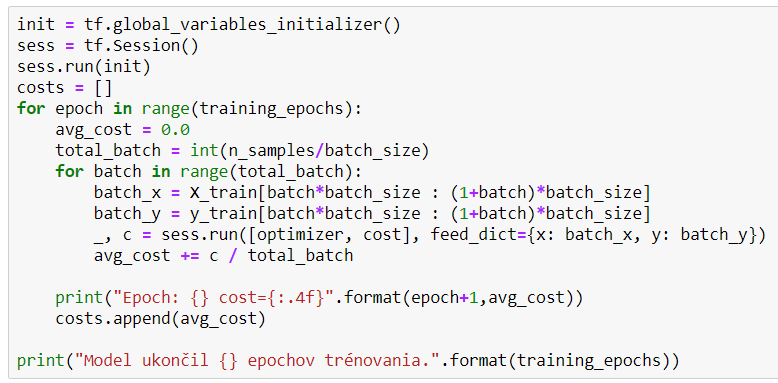 init = tf.global_variables_initializer()
sess = tf.Session()
sess.run(init)
costs = []
for epoch in range(training_epochs):
    avg_cost = 0.0
    total_batch = int(n_samples/batch_size)
    for batch in range(total_batch):
        batch_x = X_train[batch*batch_size : (1+batch)*batch_size]
        batch_y = y_train[batch*batch_size : (1+batch)*batch_size]
        _, c = sess.run([optimizer, cost], feed_dict={x: batch_x, y: batch_y})
        avg_cost += c / total_batch

    print("Epoch: {} cost={:.4f}".format(epoch+1,avg_cost))
    costs.append(avg_cost)

print("Model ukončil {} epochov trénovania.".format(training_epochs))